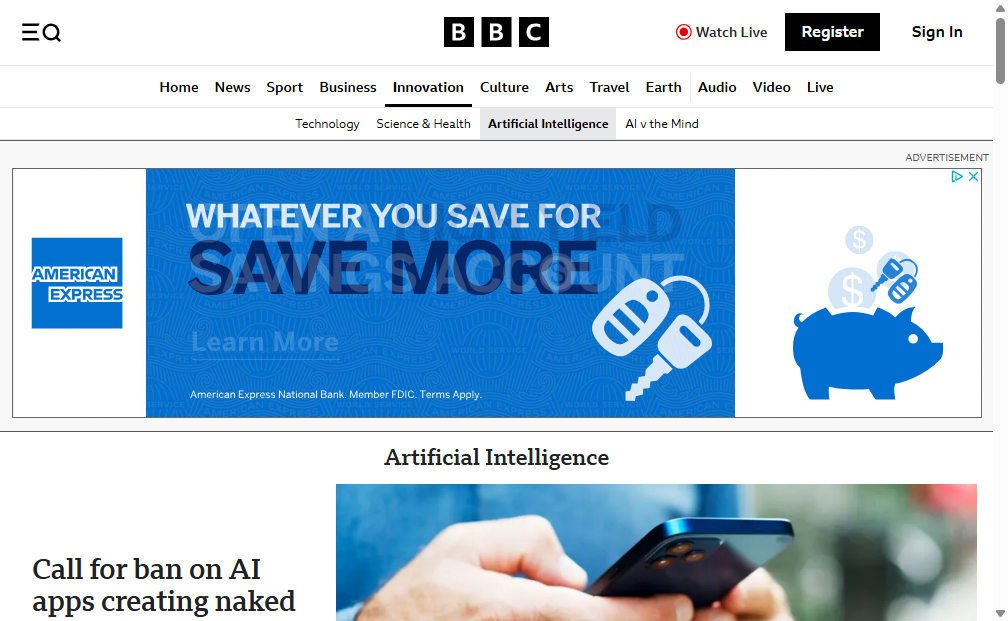 BBC
Watch Live
Register
Sign In
Home News Sport Business Innovation Culture Arts Travel Earth Audio Video Live
Technology Science & Health Artificial Intelligence AI v the Mind
ADVERTISEMENT
AMERICAN
EXPRESS
WHATEVER YOU SAVE FOR
SAVE MORE
SAVINGS ACCOUNT
Learn More
American Express National Bank. Member FDIC. Terms Apply.
Artificial Intelligence
Call for ban on AI
apps creating naked